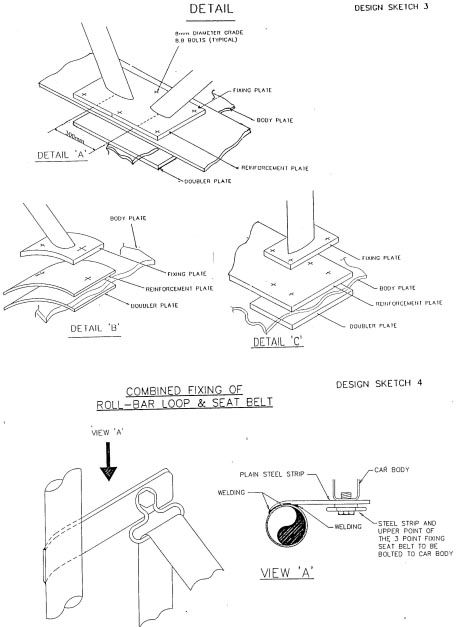 DETAIL
DESIGN SKETCH 3
8mm DIAMETER GRADE
8.8 BOLTS (TYPICAL)
FIXING PLATE
BODY PLATE
100mm
DETAIL 'A'
REINFORCEMENT PLATE
DOUBLER PLATE
BODY PLATE
FIXING PLATE
REINFORCEMENT PLATE
DOUBLER PLATE
DETAIL 'B'
FIXING PLATE
BODY PLATE
REINFORCEMENT PLATE
DOUBLER PLATE
DETAIL 'C'
COMBINED FIXING OF
ROLL-BAR LOOP & SEAT BELT
DESIGN SKETCH 4
VIEW 'A'
PLAIN STEEL STRIP
CAR BODY
WELDING
WELDING
STEEL STRIP AND
UPPER POINT OF
THE 3 POINT FIXING
SEAT BELT TO BE
BOLTED TO CAR BODY
VIEW 'A'